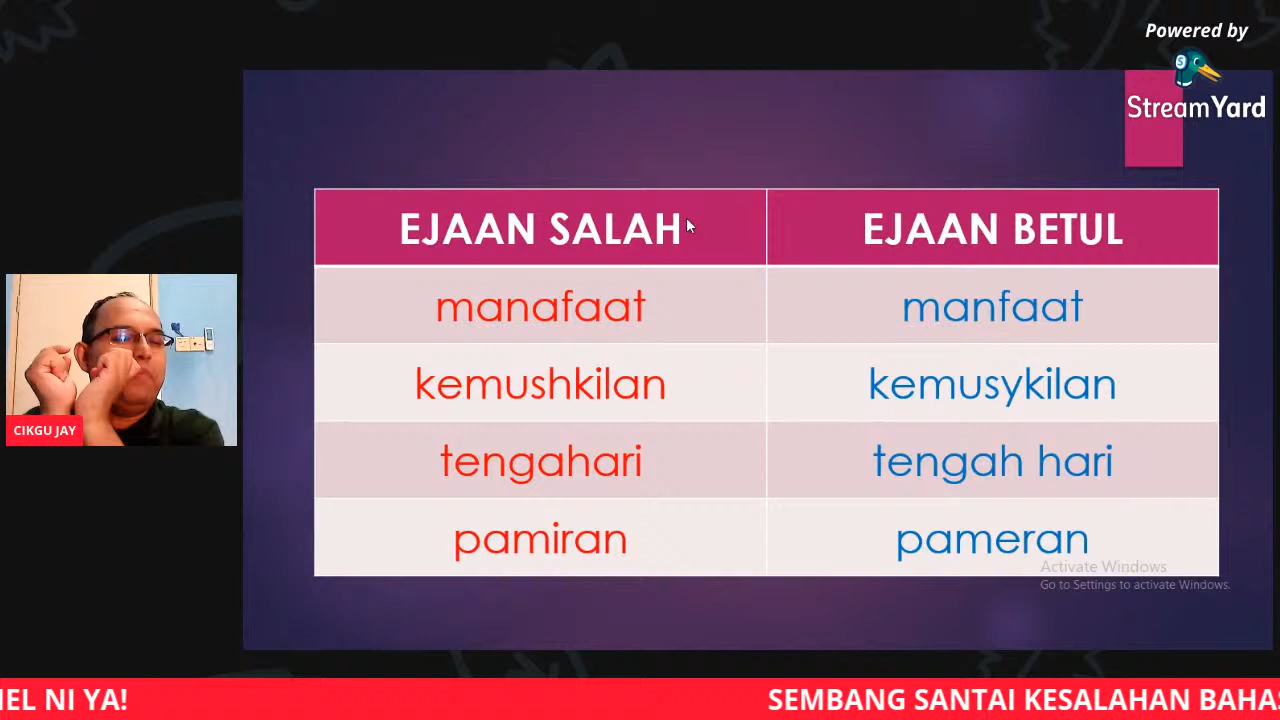 Powered by
StreamYard
EJAAN SALAH EJAAN BETUL
manafaat manfaat
kemushkilan kemusykilan
tengahari tengah hari
pamiran pameran
Activate Windows
Go to Settings to activate Windows.
CIKGU JAY
NI YA! SEMBANG SANTAI KESALAHAN